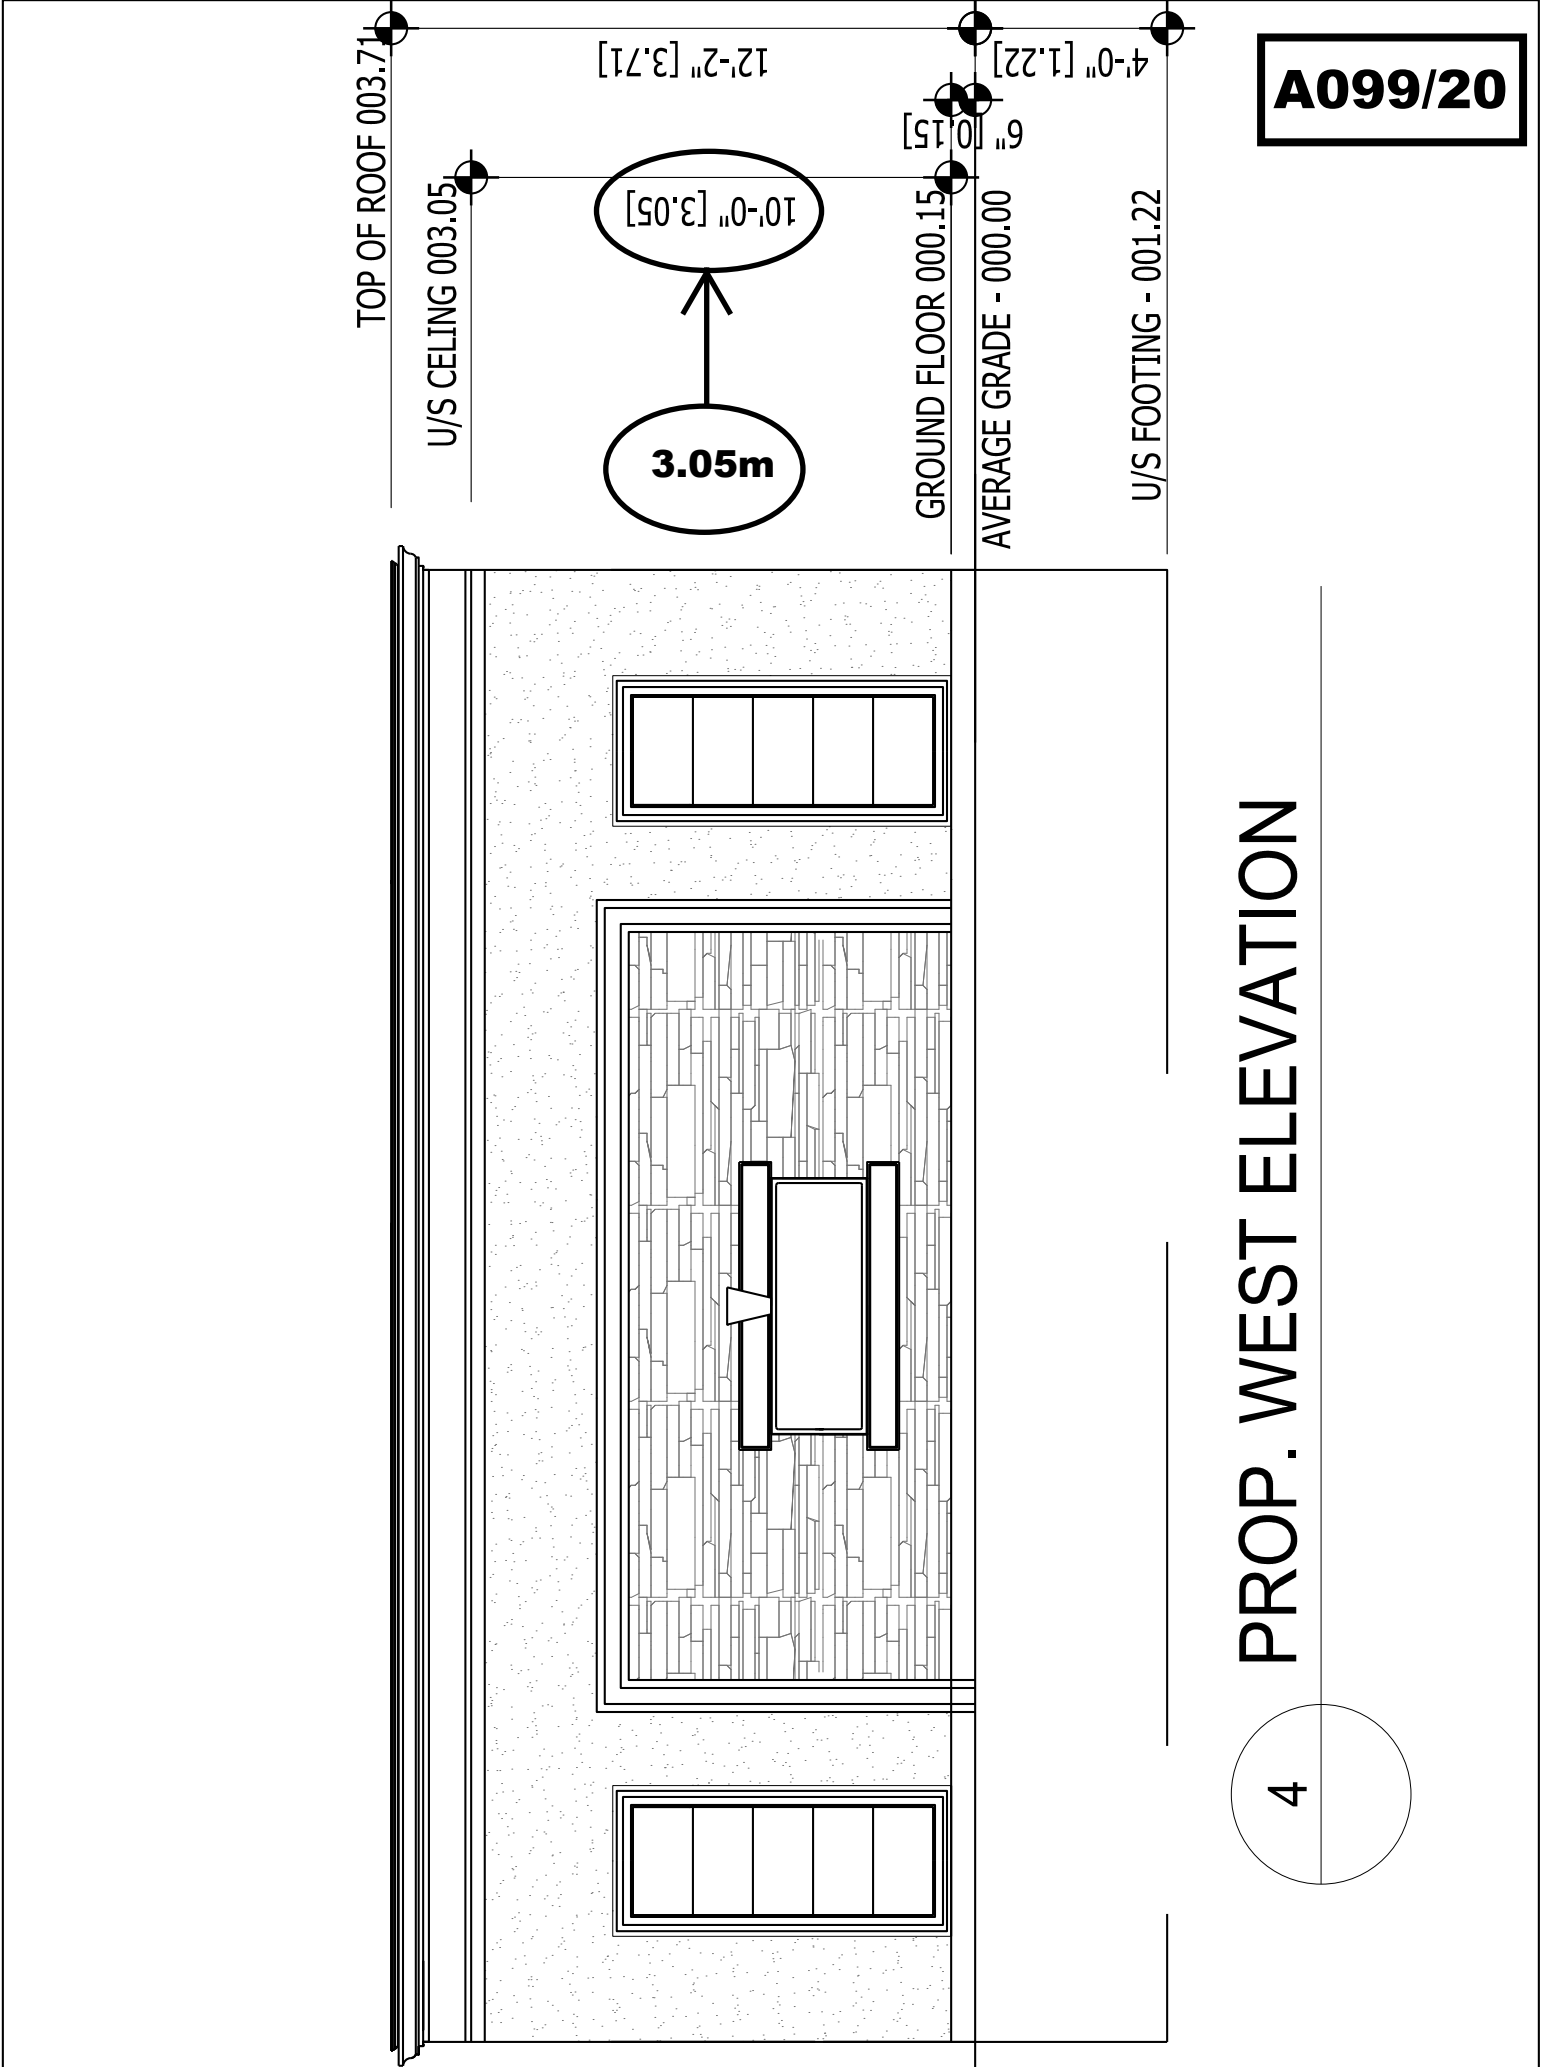 A099/20
TOP OF ROOF 003.71
12'-2" [3.71]
U/S CELING 003.05
10'-0" [3.05]
3.05m
GROUND FLOOR 000.15
6" [0.15]
AVERAGE GRADE - 000.00
4'-0" [1.22]
U/S FOOTING - 001.22
4
PROP. WEST ELEVATION